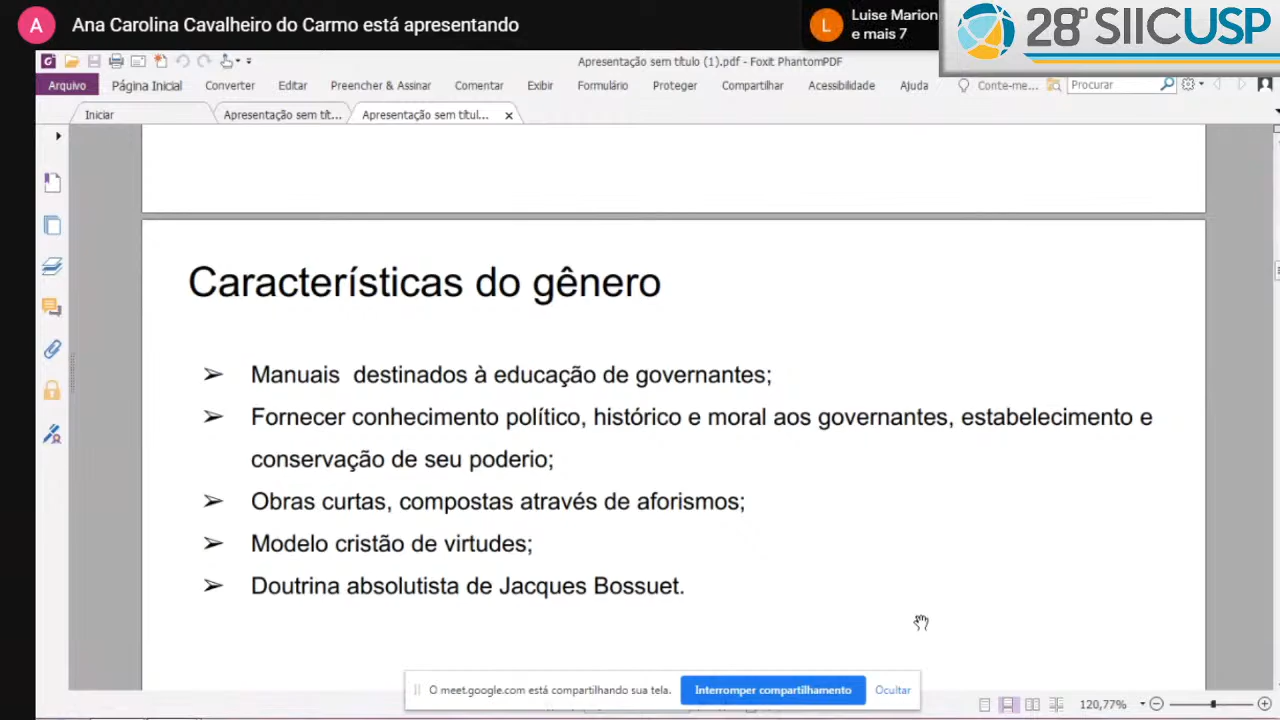 A
Ana Carolina Cavalheiro do Carmo está apresentando
L
Luise Marion
e mais 7
28º SIICUSP
Apresentação sem título (1).pdf - Foxit PhantomPDF
Arquivo Página Inicial Converter Editar Preencher & Assinar Comentar Exibir Formulário Proteger Compartilhar Acessibilidade Ajuda Conte-me... Procurar
Iniciar Apresentação sem tít... Apresentação sem títul...
Características do gênero
➢ Manuais destinados à educação de governantes;
➢ Fornecer conhecimento político, histórico e moral aos governantes, estabelecimento e
conservação de seu poderio;
➢ Obras curtas, compostas através de aforismos;
➢ Modelo cristão de virtudes;
➢ Doutrina absolutista de Jacques Bossuet.
O meet.google.com está compartilhando sua tela. Interromper compartilhamento Ocultar
120,77%